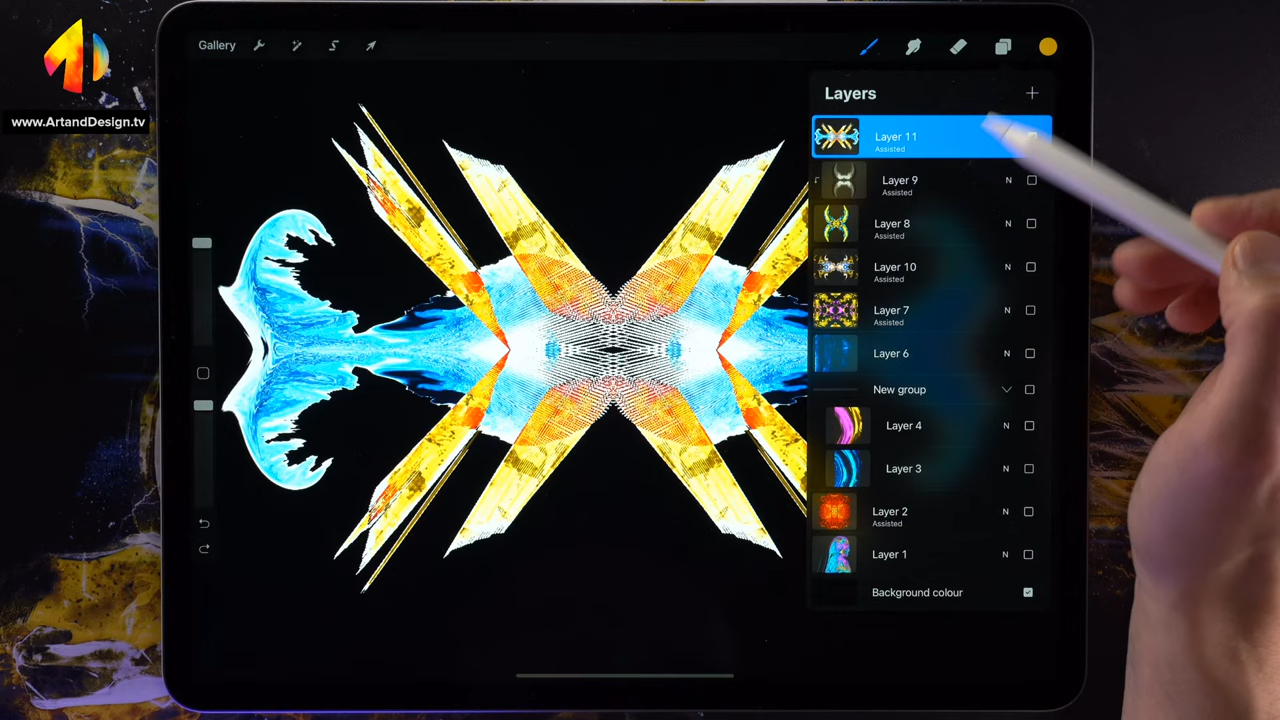 www.ArtandDesign.tv
Gallery
Layers
Layer 11
Assisted
Layer 9
N
Assisted
Layer 8
N
Assisted
Layer 10
N
Assisted
Layer 7
N
Assisted
Layer 6
N
New group
Layer 4
N
Layer 3
N
Layer 2
N
Assisted
Layer 1
N
Background colour